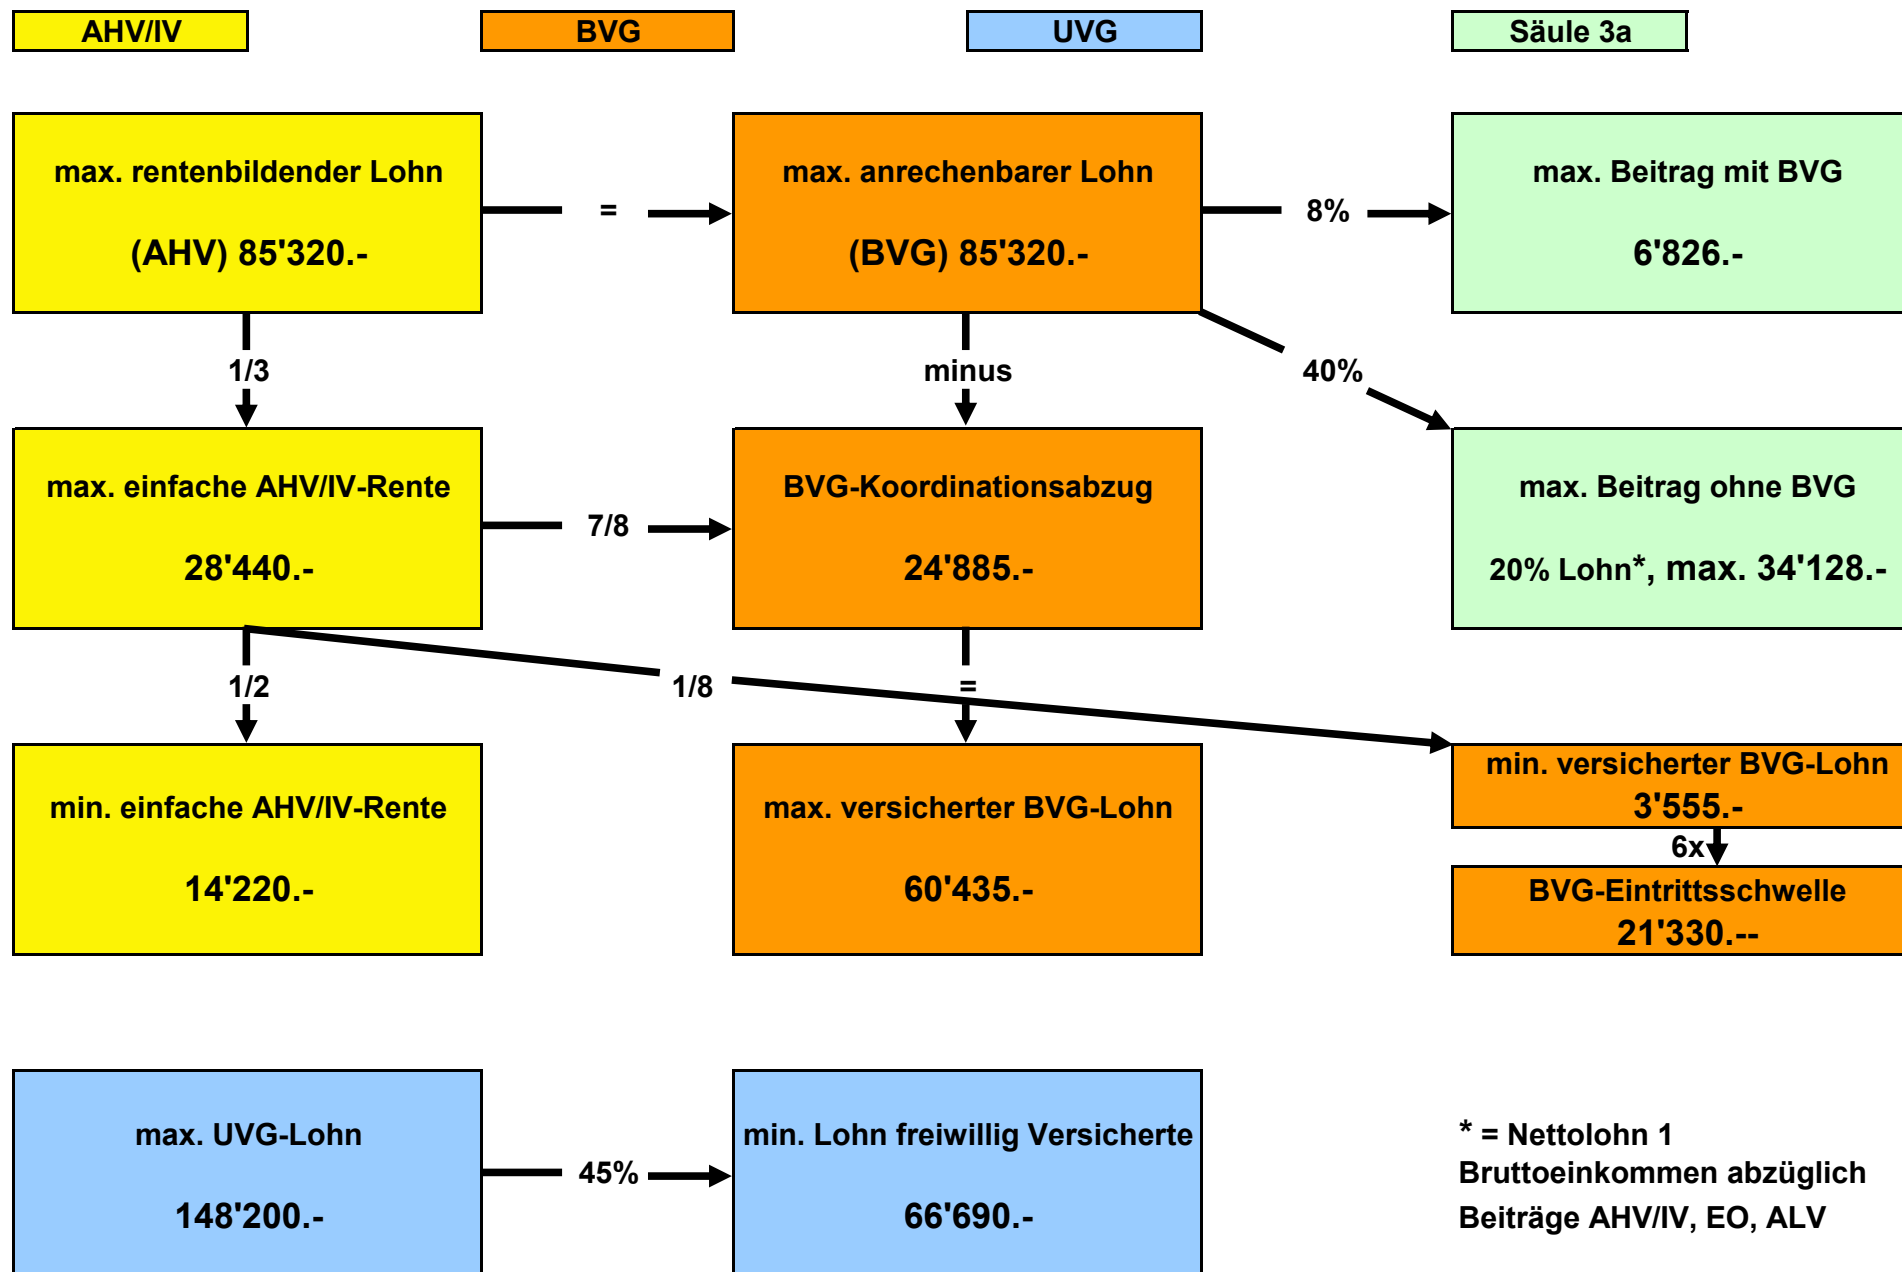 AHV/IV
BVG
UVG
Säule 3a
max. rentenbildender Lohn
(AHV) 85'320.-
=
max. anrechenbarer Lohn
(BVG) 85'320.-
8%
max. Beitrag mit BVG
6'826.-
1/3
minus
40%
max. einfache AHV/IV-Rente
28'440.-
7/8
BVG-Koordinationsabzug
24'885.-
max. Beitrag ohne BVG
20% Lohn*, max. 34'128.-
1/2
1/8
=
min. einfache AHV/IV-Rente
14'220.-
max. versicherter BVG-Lohn
60'435.-
min. versicherter BVG-Lohn
3'555.-
6x
BVG-Eintrittsschwelle
21'330.--
max. UVG-Lohn
148'200.-
45%
min. Lohn freiwillig Versicherte
66'690.-
* = Nettolohn 1
Bruttoeinkommen abzüglich
Beiträge AHV/IV, EO, ALV